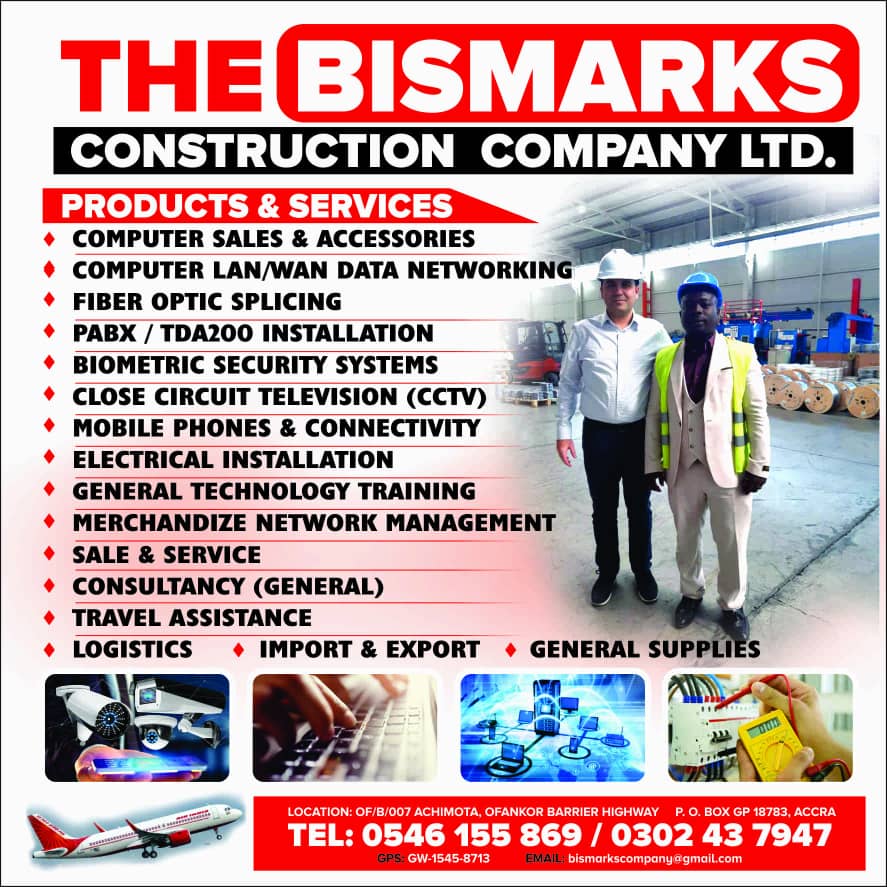 THE BISMARKS
CONSTRUCTION COMPANY LTD.
PRODUCTS & SERVICES
COMPUTER SALES & ACCESSORIES
COMPUTER LAN/WAN DATA NETWORKING
FIBER OPTIC SPLICING
PABX / TDA200 INSTALLATION
BIOMETRIC SECURITY SYSTEMS
CLOSE CIRCUIT TELEVISION (CCTV)
MOBILE PHONES & CONNECTIVITY
ELECTRICAL INSTALLATION
GENERAL TECHNOLOGY TRAINING
MERCHANDIZE NETWORK MANAGEMENT
SALE & SERVICE
CONSULTANCY (GENERAL)
TRAVEL ASSISTANCE
LOGISTICS ♦ IMPORT & EXPORT ♦ GENERAL SUPPLIES
AIR INDIA
LOCATION: OF/B/007 ACHIMOTA, OFANKOR BARRIER HIGHWAY P. O. BOX GP 18783, ACCRA
TEL: 0546 155 869 / 0302 43 7947
GPS: GW-1545-8713 EMAIL: bismarkscompany@gmail.com